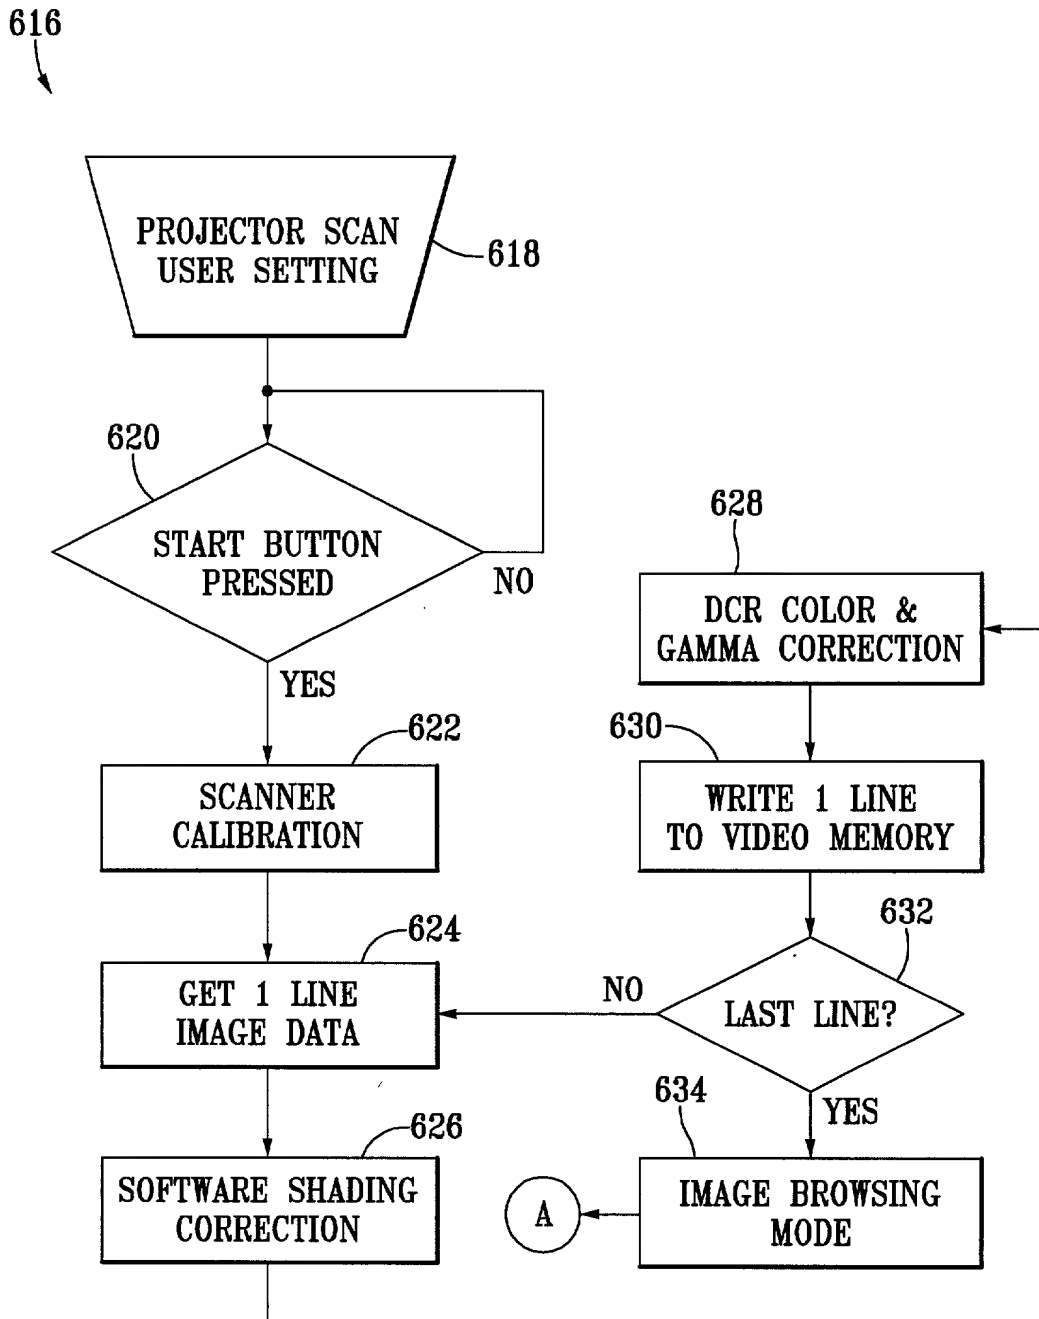 616
PROJECTOR SCAN
USER SETTING
618
620
START BUTTON
PRESSED
NO
YES
622
SCANNER
CALIBRATION
624
GET 1 LINE
IMAGE DATA
626
SOFTWARE SHADING
CORRECTION
628
DCR COLOR &
GAMMA CORRECTION
630
WRITE 1 LINE
TO VIDEO MEMORY
632
LAST LINE?
NO
YES
634
IMAGE BROWSING
MODE
A